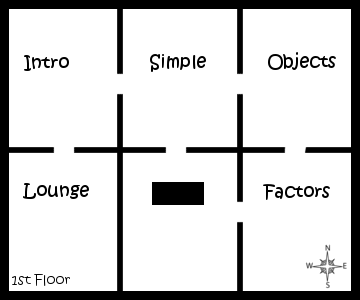 Intro
Simple
Objects
Lounge
Factors
1st Floor
N
W E
S